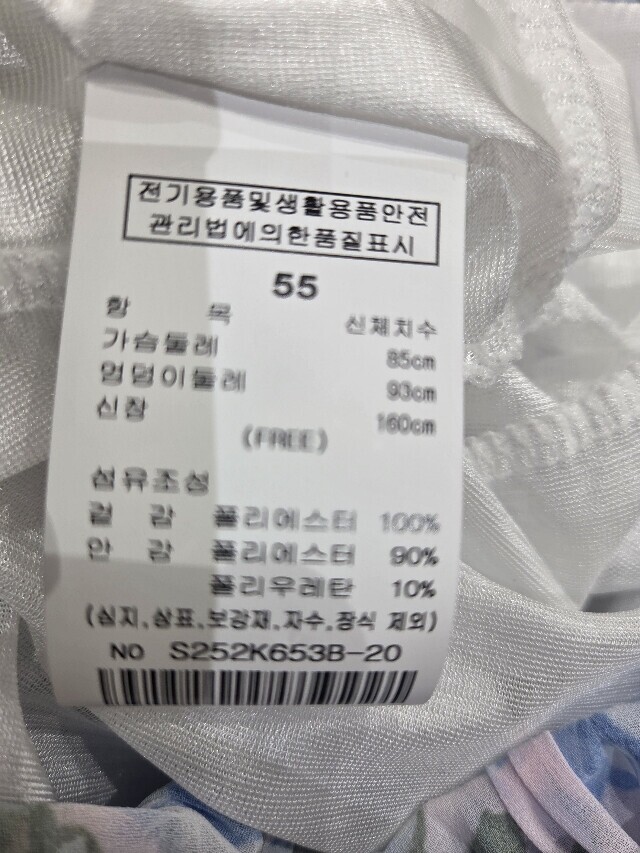 전기용품및생활용품안전
관리법에의한품질표시
55
항 목 신체치수
가슴둘레 85cm
엉덩이둘레 93cm
신장 160cm
(FREE)
섬유조성
겉 감 폴리에스터 100%
안 감 폴리에스터 90%
폴리우레탄 10%
(심지,상표,보강재,자수,장식 제외)
NO S252K653B-20